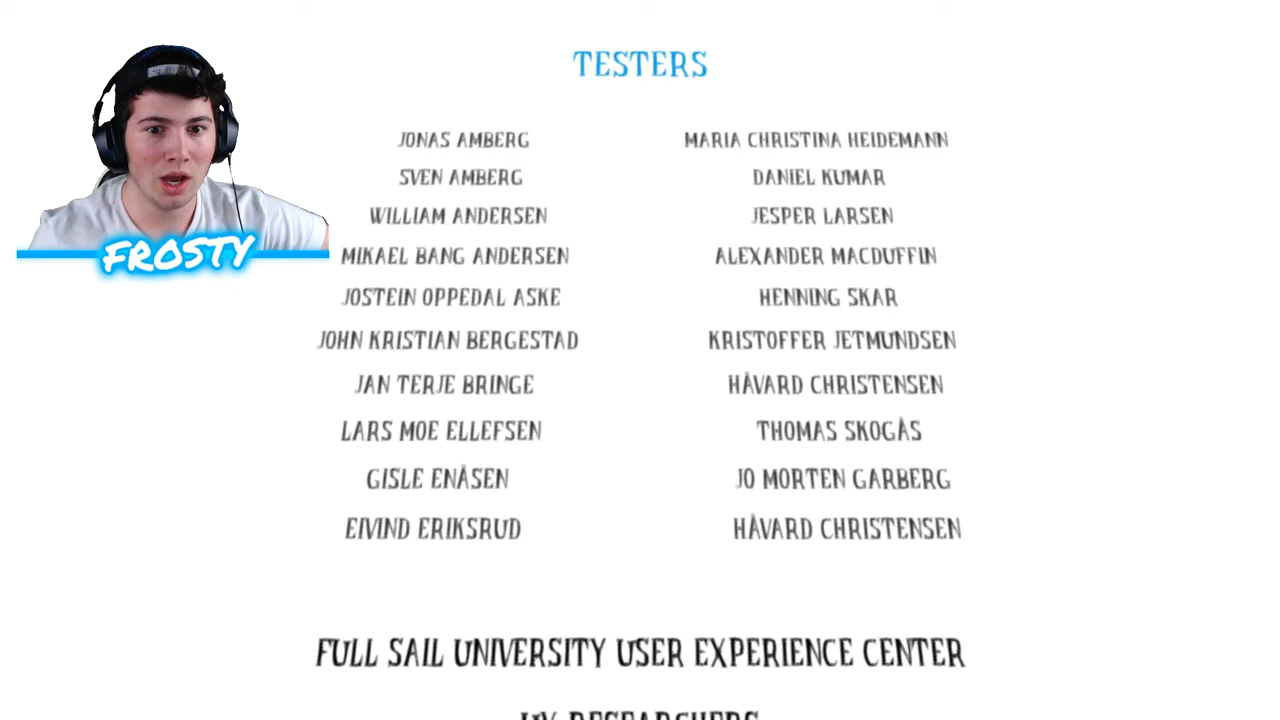 TESTERS
JONAS AMBERG
MARIA CHRISTINA HEIDEMANN
SVEN AMBERG
DANIEL KUMAR
WILLIAM ANDERSEN
JESPER LARSEN
FROSTY
MIKAEL BANG ANDERSEN
ALEXANDER MACDUFFIN
JOSTEIN OPPEDAL ASKE
HENNING SKAR
JOHN KRISTIAN BERGESTAD
KRISTOFFER JETMUNDSEN
JAN TERJE BRINGE
HÅVARD CHRISTENSEN
LARS MOE ELLEFSEN
THOMAS SKOGÅS
GISLE ENÅSEN
JO MORTEN GARBERG
EIVIND ERIKSRUD
HÅVARD CHRISTENSEN
FULL SAIL UNIVERSITY USER EXPERIENCE CENTER
UX RESEARCHERS